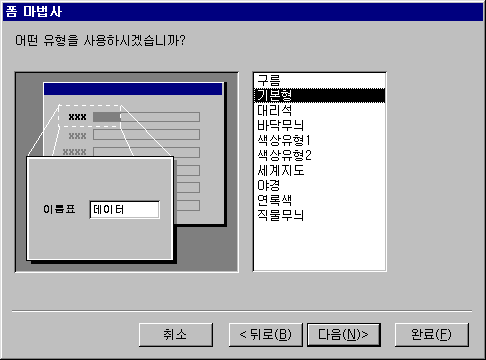 폼 마법사
어떤 유형을 사용하시겠습니까?
xxx
xxx
xxxx
이름표 데이터
구름
기본형
대리석
바닥무늬
색상유형1
색상유형2
세계지도
야경
연록색
직물무늬
취소 < 뒤로(B) 다음(N)> 완료(F)